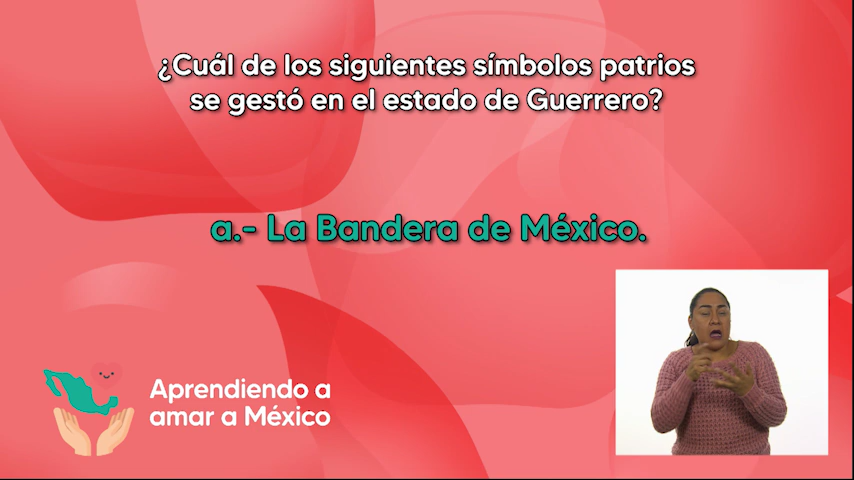 ¿Cuál de los siguientes símbolos patrios
se gestó en el estado de Guerrero?
a.- La Bandera de México.
Aprendiendo a
amar a México